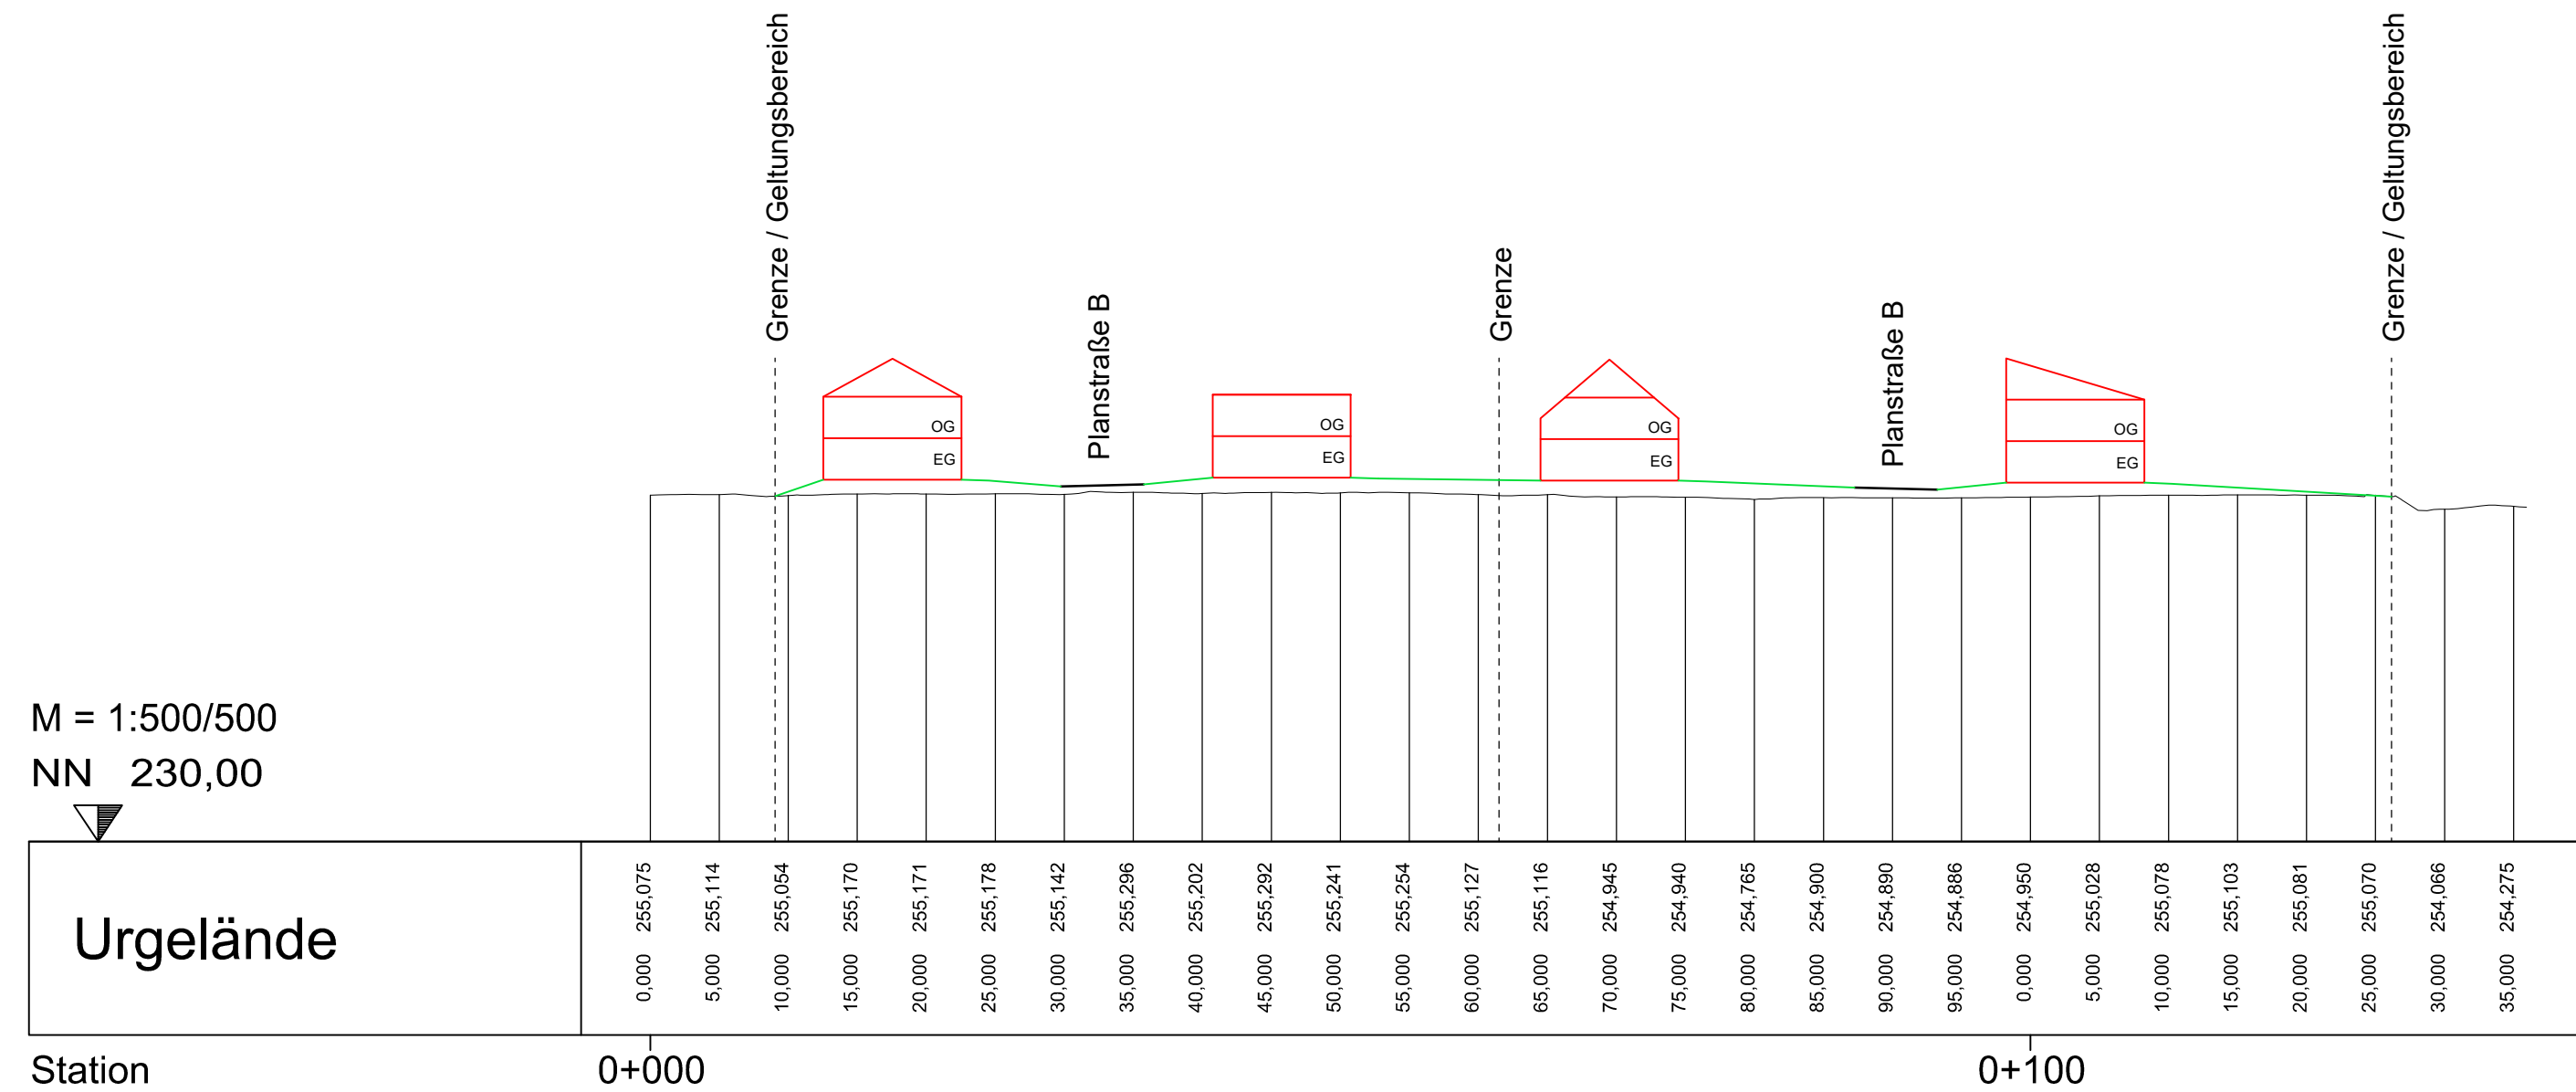 Grenze / Geltungsbereich
Grenze / Geltungsbereich
Grenze
Planstraße B
Planstraße B
OG
EG
OG
EG
OG
EG
OG
EG
M = 1:500/500
NN 230,00
Urgelände
255,075 255,114 255,054 255,170 255,171 255,178 255,142 255,296 255,202 255,292 255,241 255,254 255,127 255,116 254,945 254,940 254,765 254,900 254,890 254,886 254,950 255,028 255,078 255,103 255,081 255,070 254,066 254,275
0,000 5,000 10,000 15,000 20,000 25,000 30,000 35,000 40,000 45,000 50,000 55,000 60,000 65,000 70,000 75,000 80,000 85,000 90,000 95,000 0,000 5,000 10,000 15,000 20,000 25,000 30,000 35,000
Station 0+000 0+100